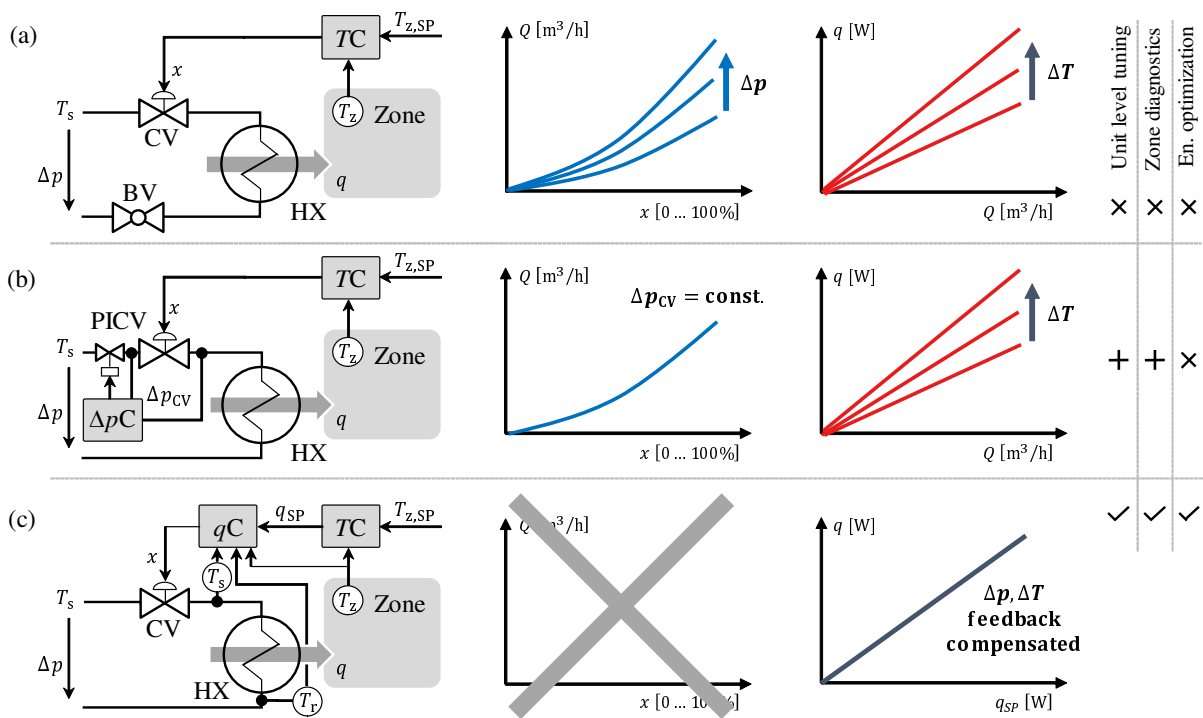 (a)
TC
T_z,SP
x
T_s
CV
T_z
Zone
Δp
q
BV
HX
Q [m³/h]
Δp
x [0 … 100%]
q [W]
ΔT
Q [m³/h]
Unit level tuning
Zone diagnostics
En. optimization
× × ×
(b)
TC
T_z,SP
x
PICV
T_s
T_z
Zone
Δp_CV
Δp
ΔpC
q
HX
Q [m³/h]
Δp_CV = const.
x [0 … 100%]
q [W]
ΔT
Q [m³/h]
+ + ×
(c)
qC
q_SP
TC
T_z,SP
x
T_s
T_s
CV
T_z
Zone
Δp
q
HX
T_r
Q [m³/h]
x [0 … 100%]
q [W]
Δp, ΔT
feedback
compensated
q_SP [W]
✓ ✓ ✓